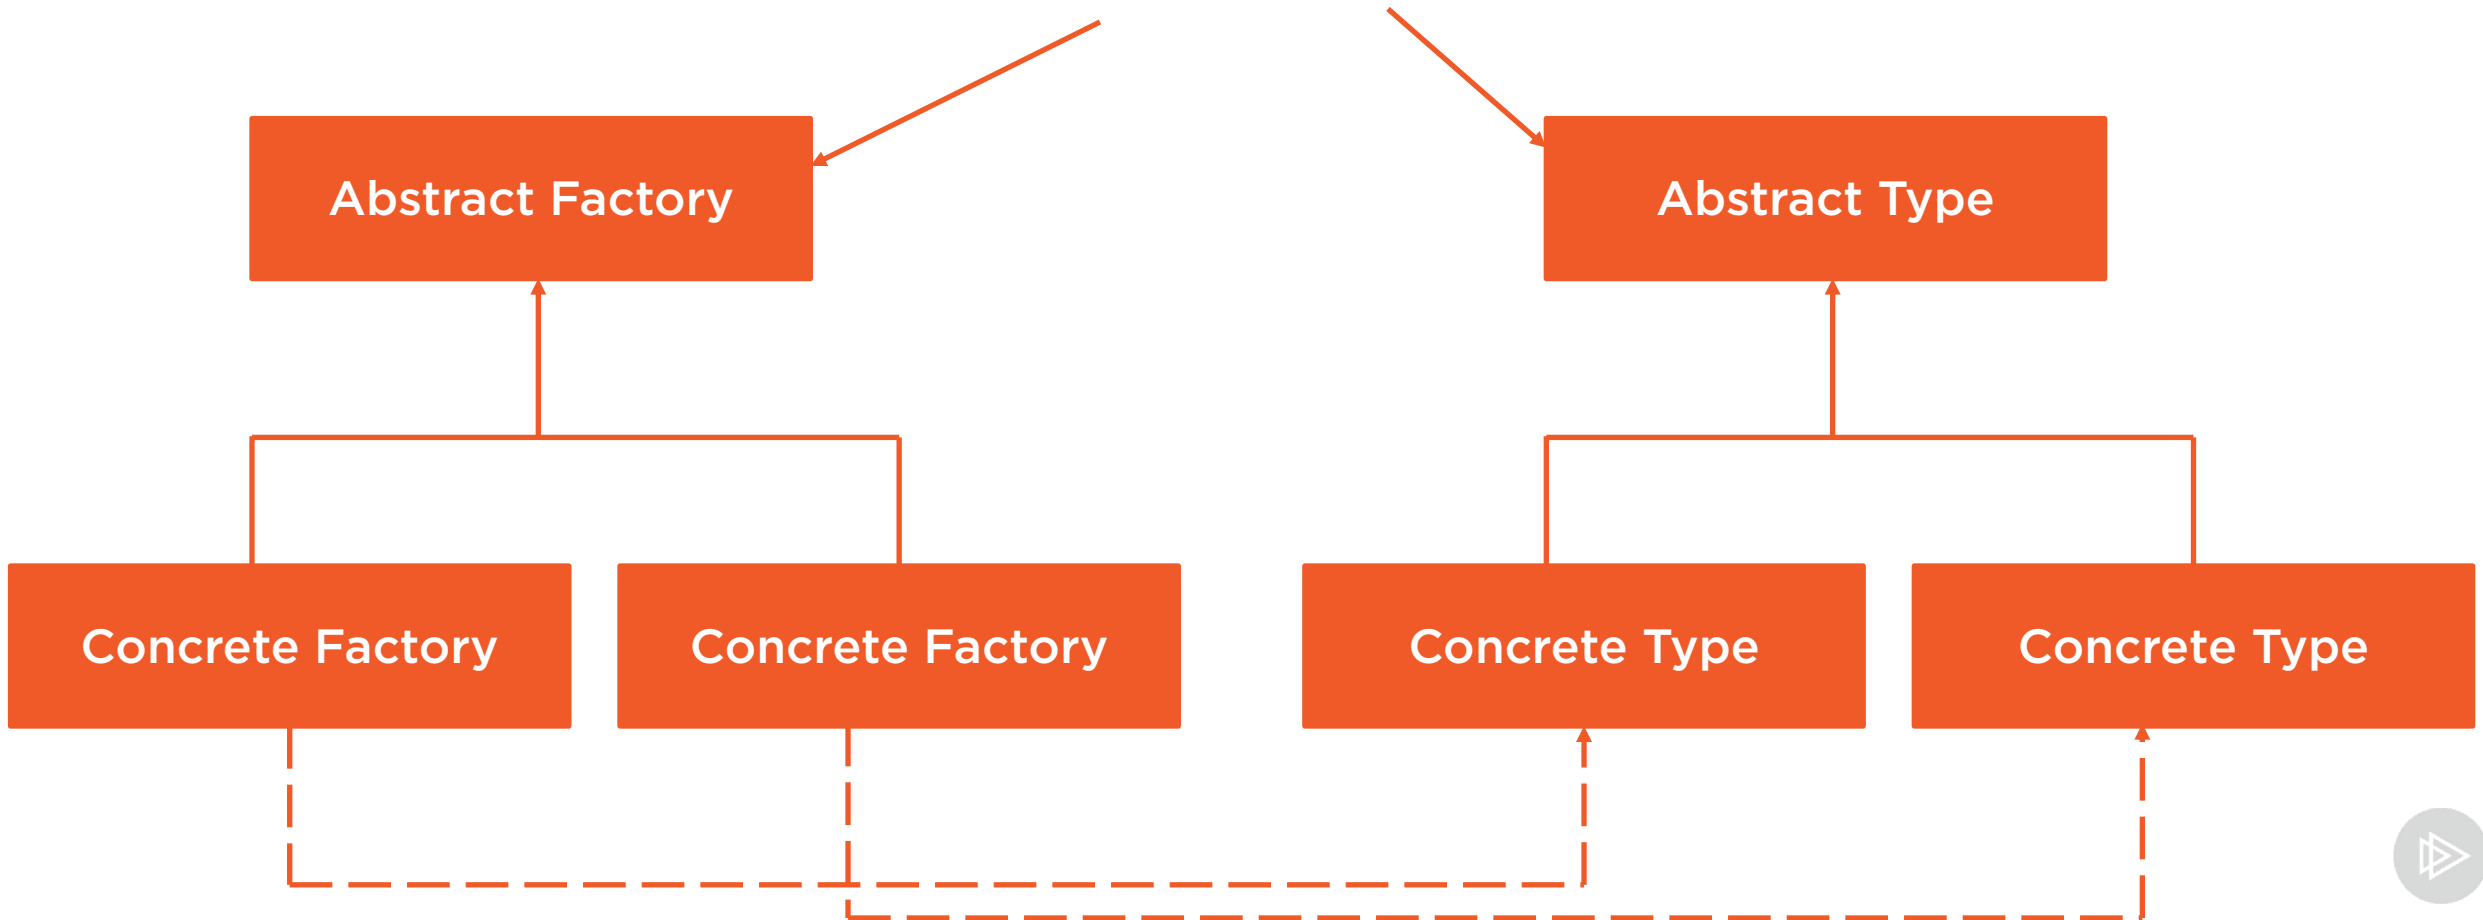 Abstract Factory
Abstract Type
Concrete Factory
Concrete Factory
Concrete Type
Concrete Type